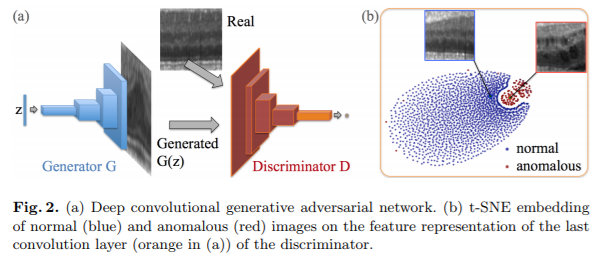 (a)
Real
z
Generator G
Generated
G(z)
Discriminator D
(b)
normal
anomalous
Fig. 2. (a) Deep convolutional generative adversarial network. (b) t-SNE embedding
of normal (blue) and anomalous (red) images on the feature representation of the last
convolution layer (orange in (a)) of the discriminator.